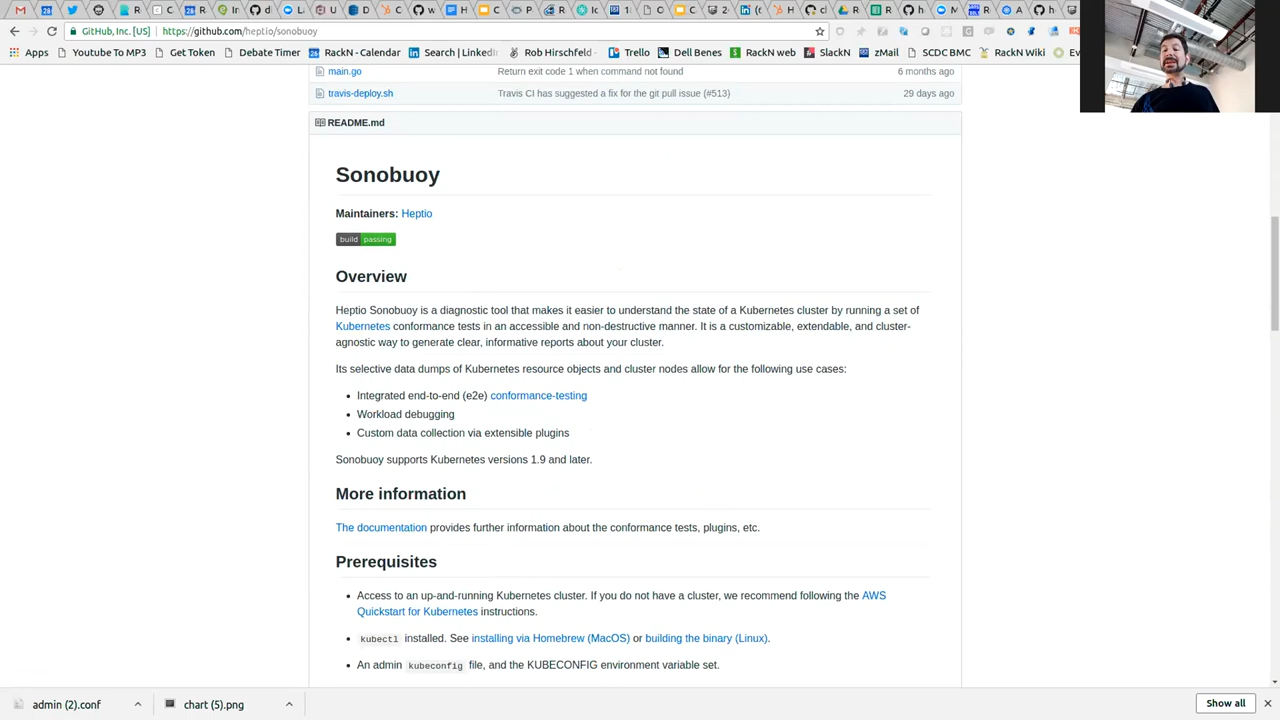 GitHub, Inc. [US]
https://github.com/heptio/sonobuoy
Apps
Youtube To MP3
Get Token
Debate Timer
RackN - Calendar
Search | LinkedIn
Rob Hirschfeld
Trello
Dell Benes
RackN web
SlackN
zMail
SCDC BMC
RackN Wiki
main.go
Return exit code 1 when command not found
6 months ago
travis-deploy.sh
Travis CI has suggested a fix for the git pull issue (#513)
29 days ago
README.md
Sonobuoy
Maintainers: Heptio
build passing
Overview
Heptio Sonobuoy is a diagnostic tool that makes it easier to understand the state of a Kubernetes cluster by running a set of
Kubernetes conformance tests in an accessible and non-destructive manner. It is a customizable, extendable, and cluster-
agnostic way to generate clear, informative reports about your cluster.
Its selective data dumps of Kubernetes resource objects and cluster nodes allow for the following use cases:
• Integrated end-to-end (e2e) conformance-testing
• Workload debugging
• Custom data collection via extensible plugins
Sonobuoy supports Kubernetes versions 1.9 and later.
More information
The documentation provides further information about the conformance tests, plugins, etc.
Prerequisites
• Access to an up-and-running Kubernetes cluster. If you do not have a cluster, we recommend following the AWS
Quickstart for Kubernetes instructions.
• kubectl installed. See installing via Homebrew (MacOS) or building the binary (Linux).
• An admin kubeconfig file, and the KUBECONFIG environment variable set.
admin (2).conf
chart (5).png
Show all